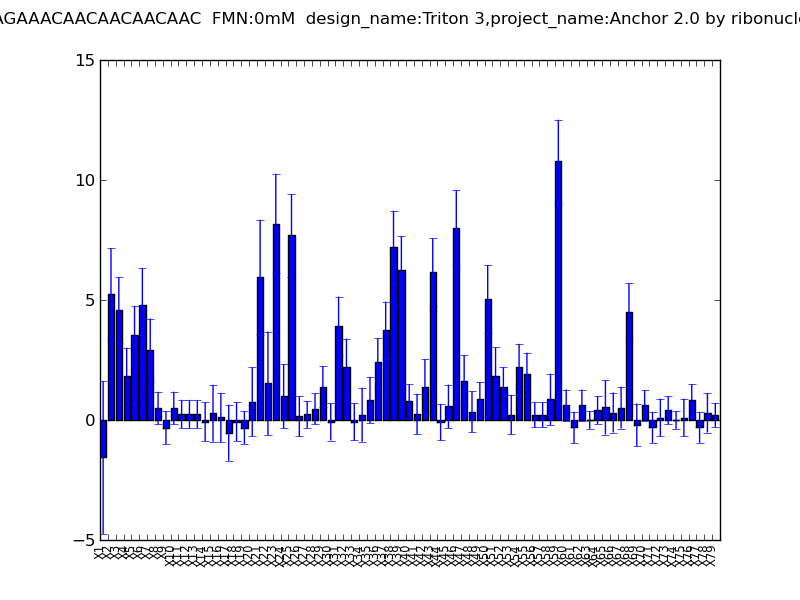 AGAAACAACAACAACAAC FMN:0mM design_name:Triton 3,project_name:Anchor 2.0 by ribonucle
15
10
5
0
−5
X1 X2 X3 X4 X5 X6 X7 X8 X9 X10 X11 X12 X13 X14 X15 X16 X17 X18 X19 X20 X21 X22 X23 X24 X25 X26 X27 X28 X29 X30 X31 X32 X33 X34 X35 X36 X37 X38 X39 X40 X41 X42 X43 X44 X45 X46 X47 X48 X49 X50 X51 X52 X53 X54 X55 X56 X57 X58 X59 X60 X61 X62 X63 X64 X65 X66 X67 X68 X69 X70 X71 X72 X73 X74 X75 X76 X77 X78 X79